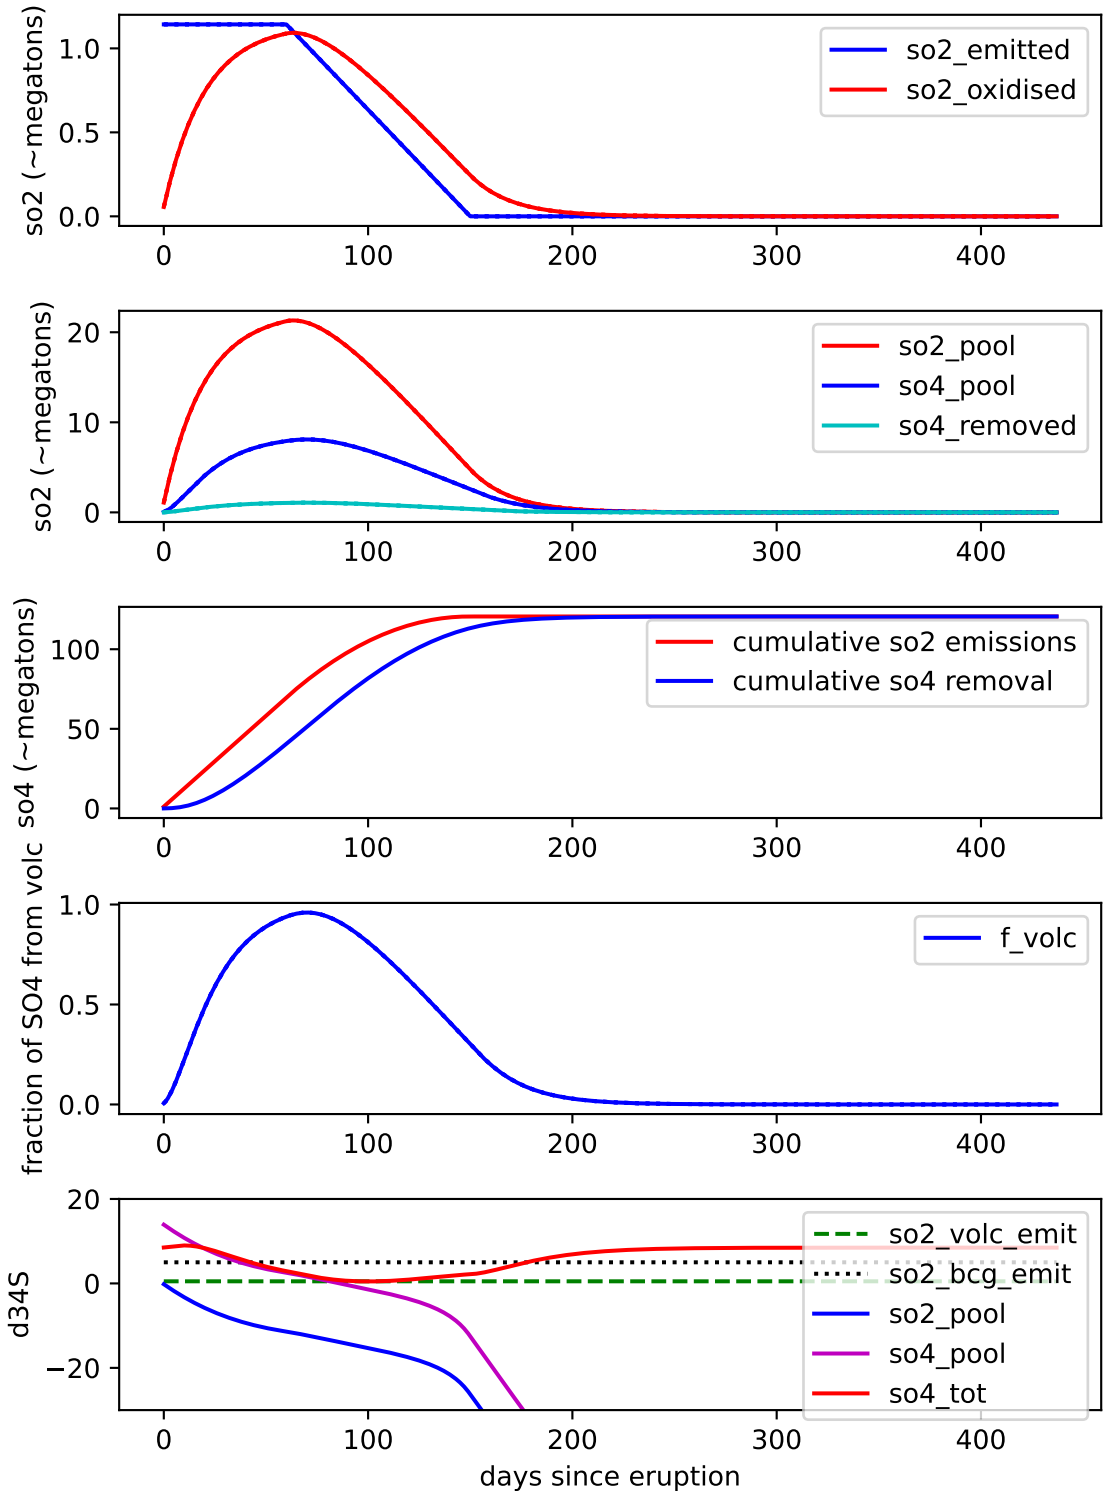 so2 (~megatons)
1.0
0.5
0.0
so2_emitted
so2_oxidised
0 100 200 300 400
so2 (~megatons)
20
10
0
so2_pool
so4_pool
so4_removed
0 100 200 300 400
so4 (~megatons)
100
50
0
cumulative so2 emissions
cumulative so4 removal
0 100 200 300 400
fraction of SO4 from volc
1.0
0.5
0.0
f_volc
0 100 200 300 400
d34S
20
0
−20
so2_volc_emit
so2_bcg_emit
so2_pool
so4_pool
so4_tot
0 100 200 300 400
days since eruption